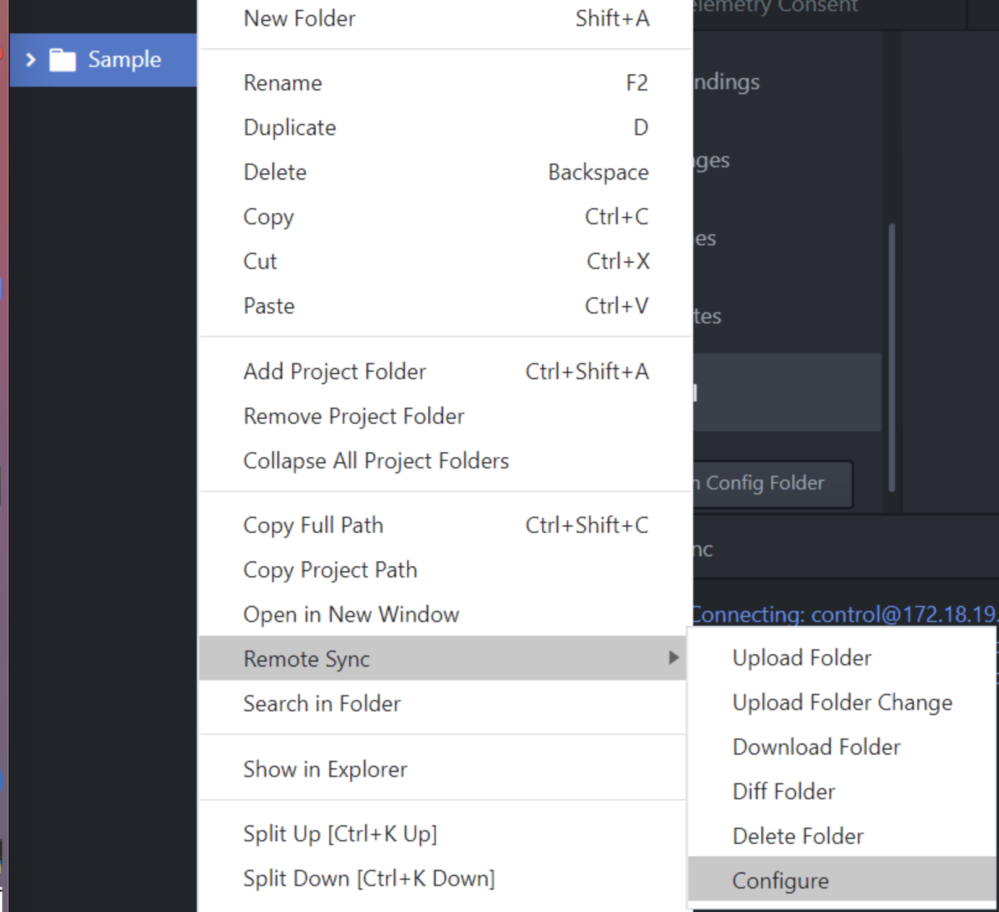 New Folder Shift+A
Telemetry Consent
Sample
Rename F2
ndings
Duplicate D
Delete Backspace
ges
Copy Ctrl+C
es
Cut Ctrl+X
Paste Ctrl+V
tes
Add Project Folder Ctrl+Shift+A
Remove Project Folder
Collapse All Project Folders
Config Folder
Copy Full Path Ctrl+Shift+C
nc
Copy Project Path
Open in New Window
Connecting: control@172.18.19.
Remote Sync
Search in Folder
Show in Explorer
Split Up [Ctrl+K Up]
Split Down [Ctrl+K Down]
Upload Folder
Upload Folder Change
Download Folder
Diff Folder
Delete Folder
Configure